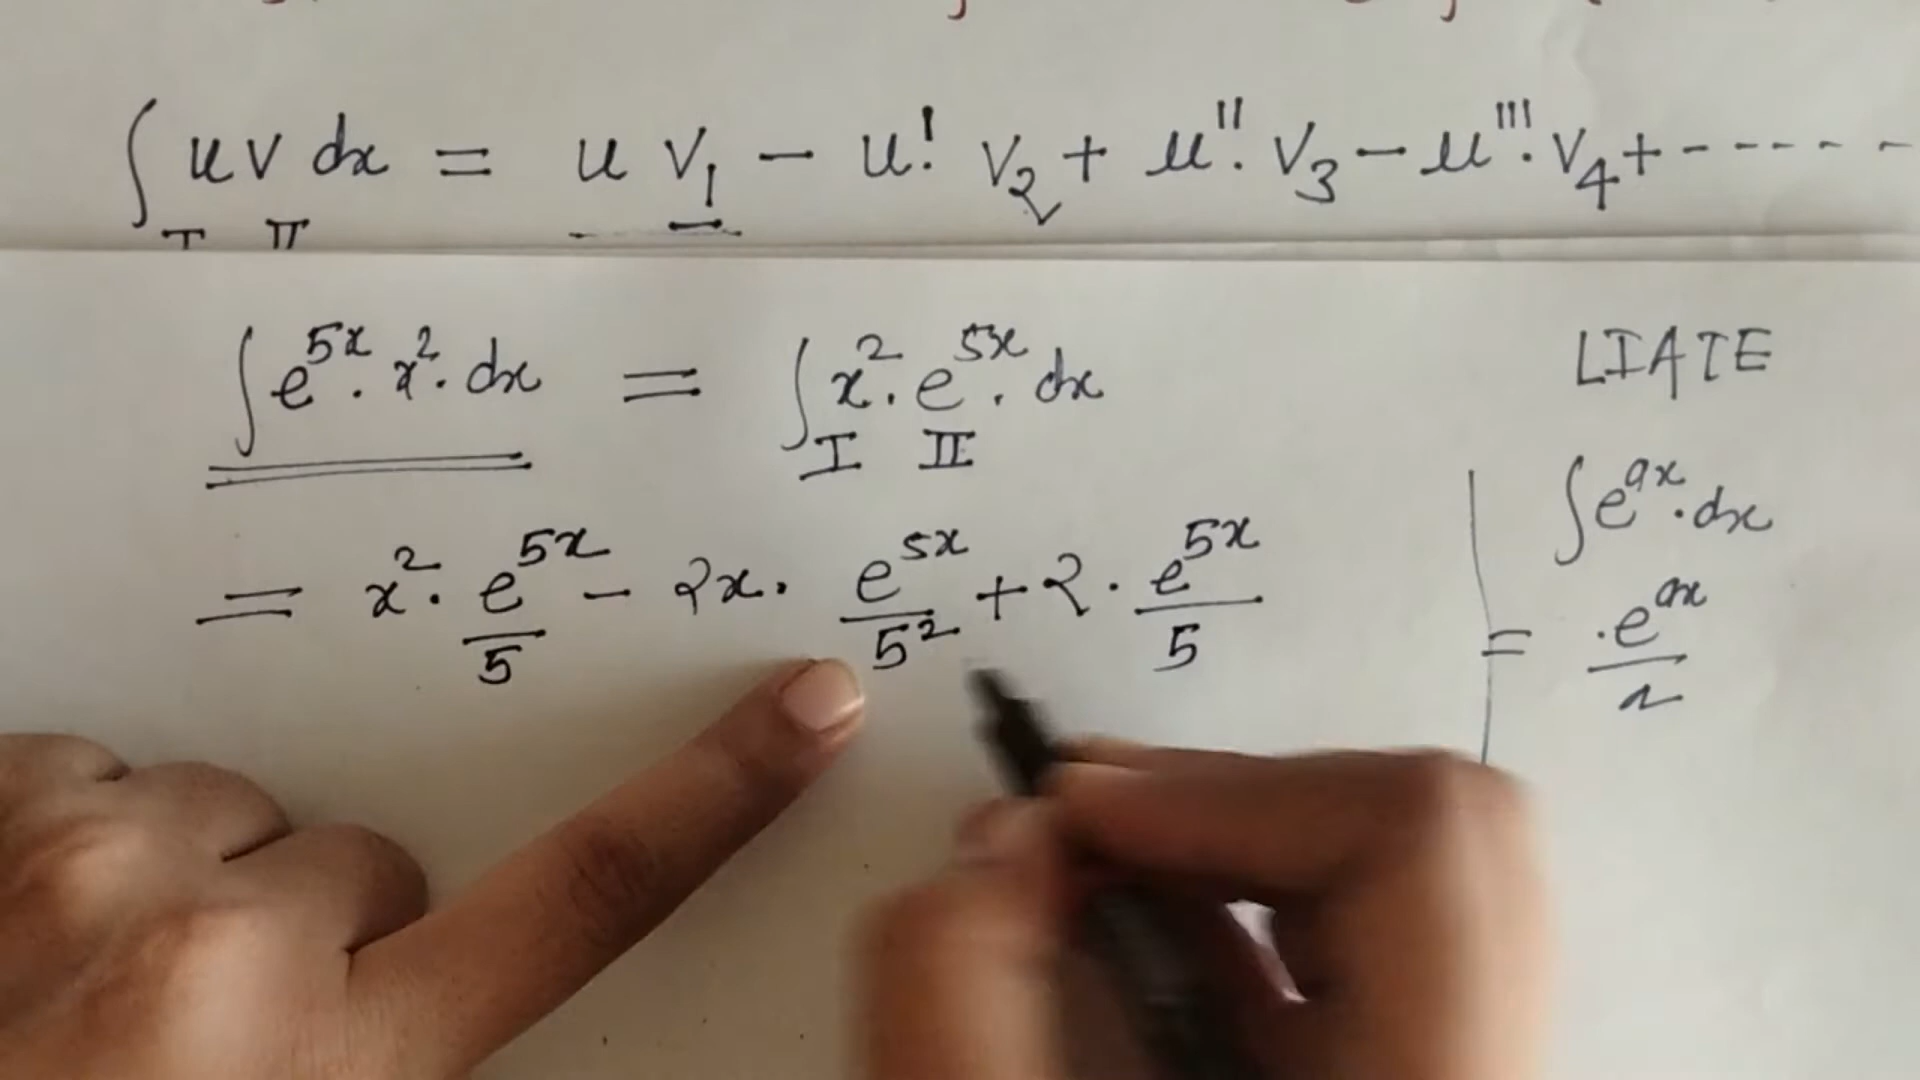 ∫ u v dx = u v₁ − u'. v₂ + u''. v₃ − u'''. v₄ + - - - - -
I II
∫ e^{5x} . x² . dx = ∫ x² . e^{5x} . dx
I II
LIATE
= x² . e^{5x}/5 − 2x . e^{5x}/5² + 2 . e^{5x}/5
∫ e^{ax} . dx
= .e^{ax}/a